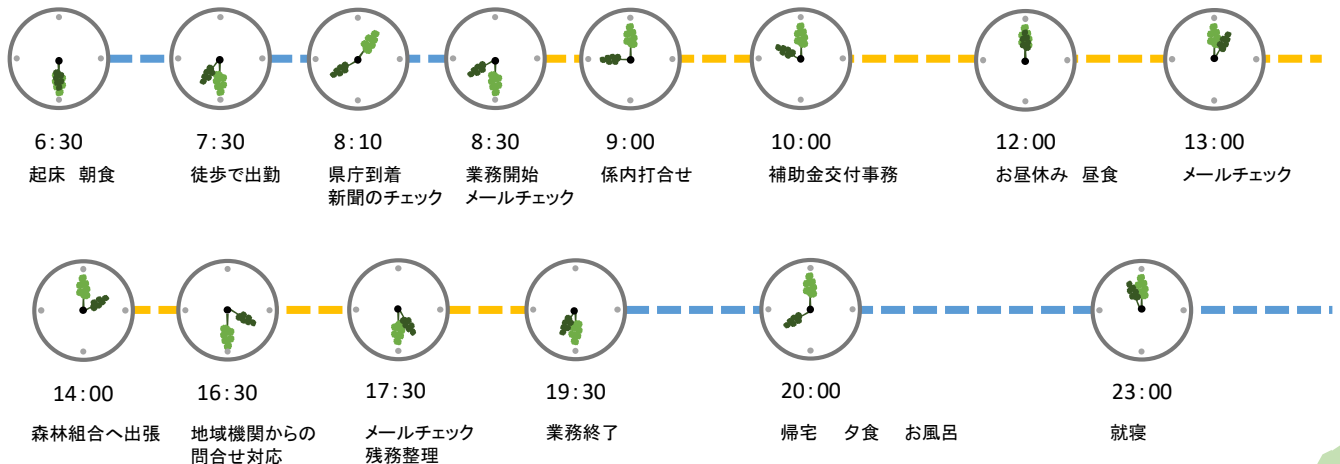 6:30
起床 朝食
7:30
徒歩で出勤
8:10
県庁到着
新聞のチェック
8:30
業務開始
メールチェック
9:00
係内打合せ
10:00
補助金交付事務
12:00
お昼休み 昼食
13:00
メールチェック
14:00
森林組合へ出張
16:30
地域機関からの
問合せ対応
17:30
メールチェック
残務整理
19:30
業務終了
20:00
帰宅 夕食 お風呂
23:00
就寝